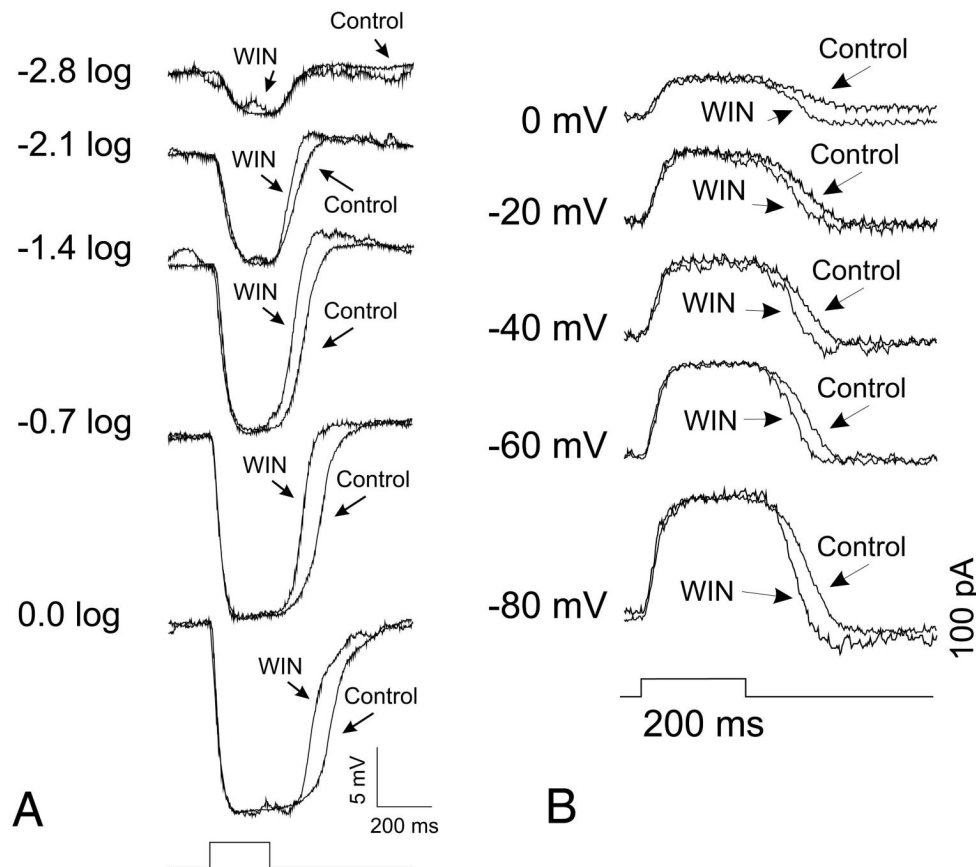 -2.8 log
WIN
Control
-2.1 log
WIN
Control
-1.4 log
WIN
Control
-0.7 log
WIN
Control
0.0 log
WIN
Control
5 mV
200 ms
A
Control
0 mV
WIN
Control
-20 mV
WIN
Control
-40 mV
WIN
Control
-60 mV
WIN
Control
-80 mV
WIN
100 pA
200 ms
B